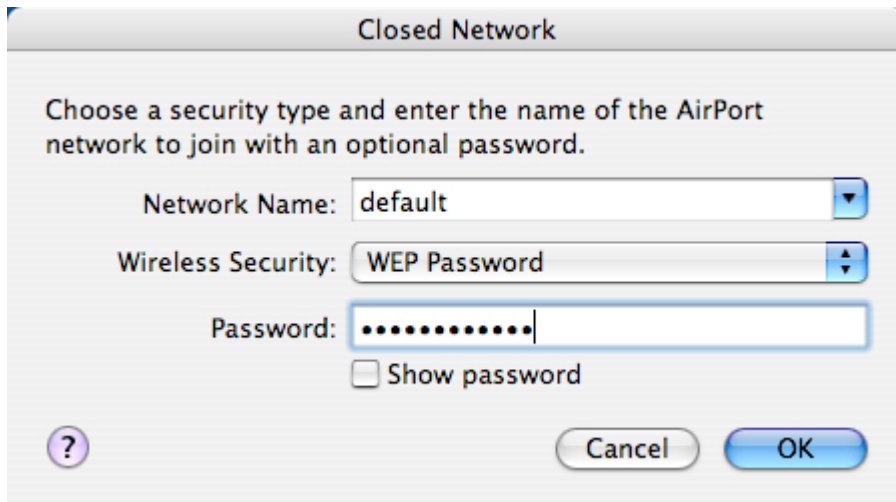 Closed Network
Choose a security type and enter the name of the AirPort
network to join with an optional password.
Network Name: default
Wireless Security: WEP Password
Password: ••••••••••••
Show password
? Cancel OK